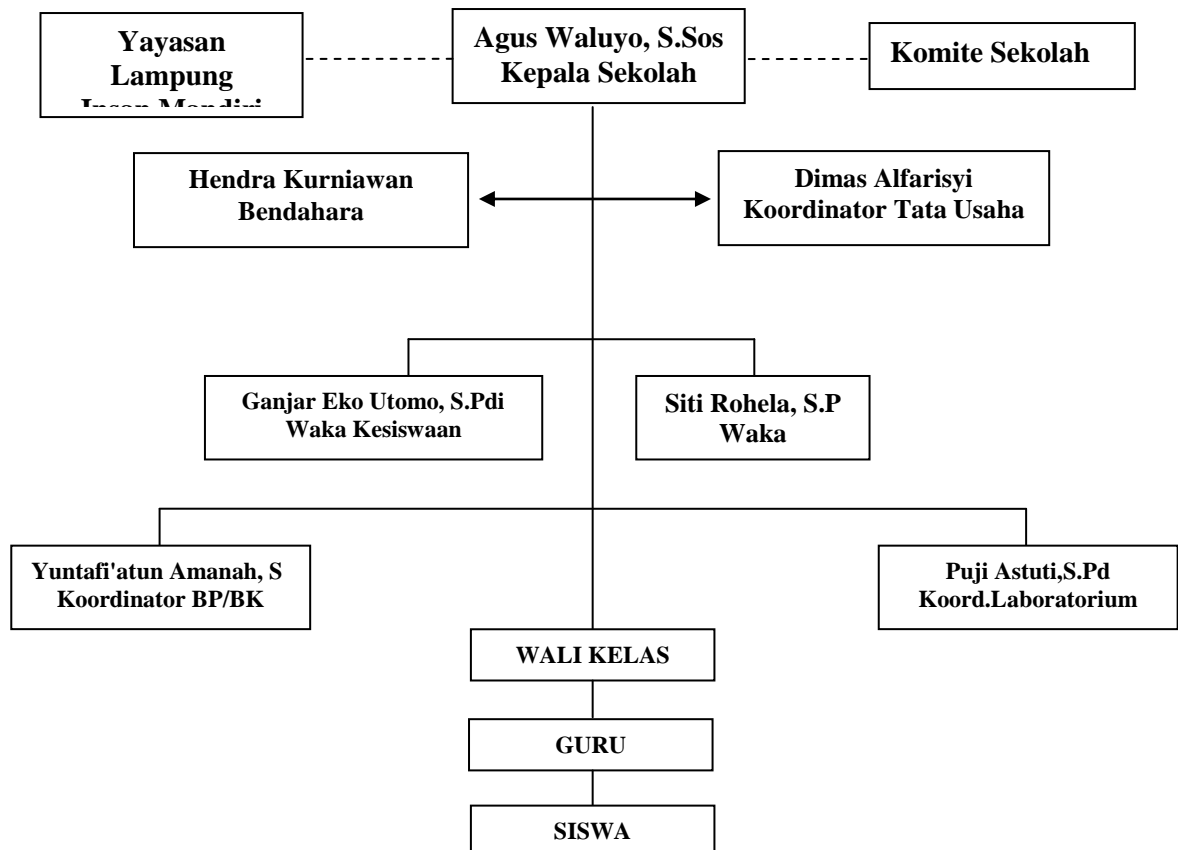 Yayasan
Lampung
Insan Mandiri
Agus Waluyo, S.Sos
Kepala Sekolah
Komite Sekolah
Hendra Kurniawan
Bendahara
Dimas Alfarisyi
Koordinator Tata Usaha
Ganjar Eko Utomo, S.Pdi
Waka Kesiswaan
Siti Rohela, S.P
Waka
Yuntafi'atun Amanah, S
Koordinator BP/BK
Puji Astuti,S.Pd
Koord.Laboratorium
WALI KELAS
GURU
SISWA